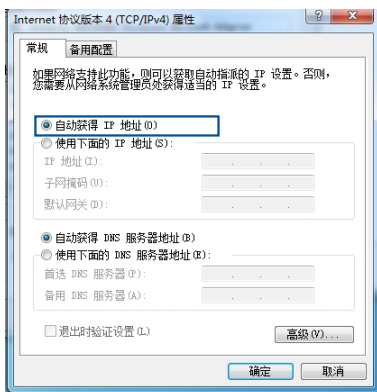 Internet 协议版本 4 (TCP/IPv4) 属性
常规 备用配置
如果网络支持此功能，则可以获取自动指派的 IP 设置。否则，
您需要从网络系统管理员处获得适当的 IP 设置。
自动获得 IP 地址(O)
使用下面的 IP 地址(S):
IP 地址(I):
子网掩码(U):
默认网关(D):
自动获得 DNS 服务器地址(B)
使用下面的 DNS 服务器地址(E):
首选 DNS 服务器(P):
备用 DNS 服务器(A):
退出时验证设置(L)
高级(V)...
确定 取消